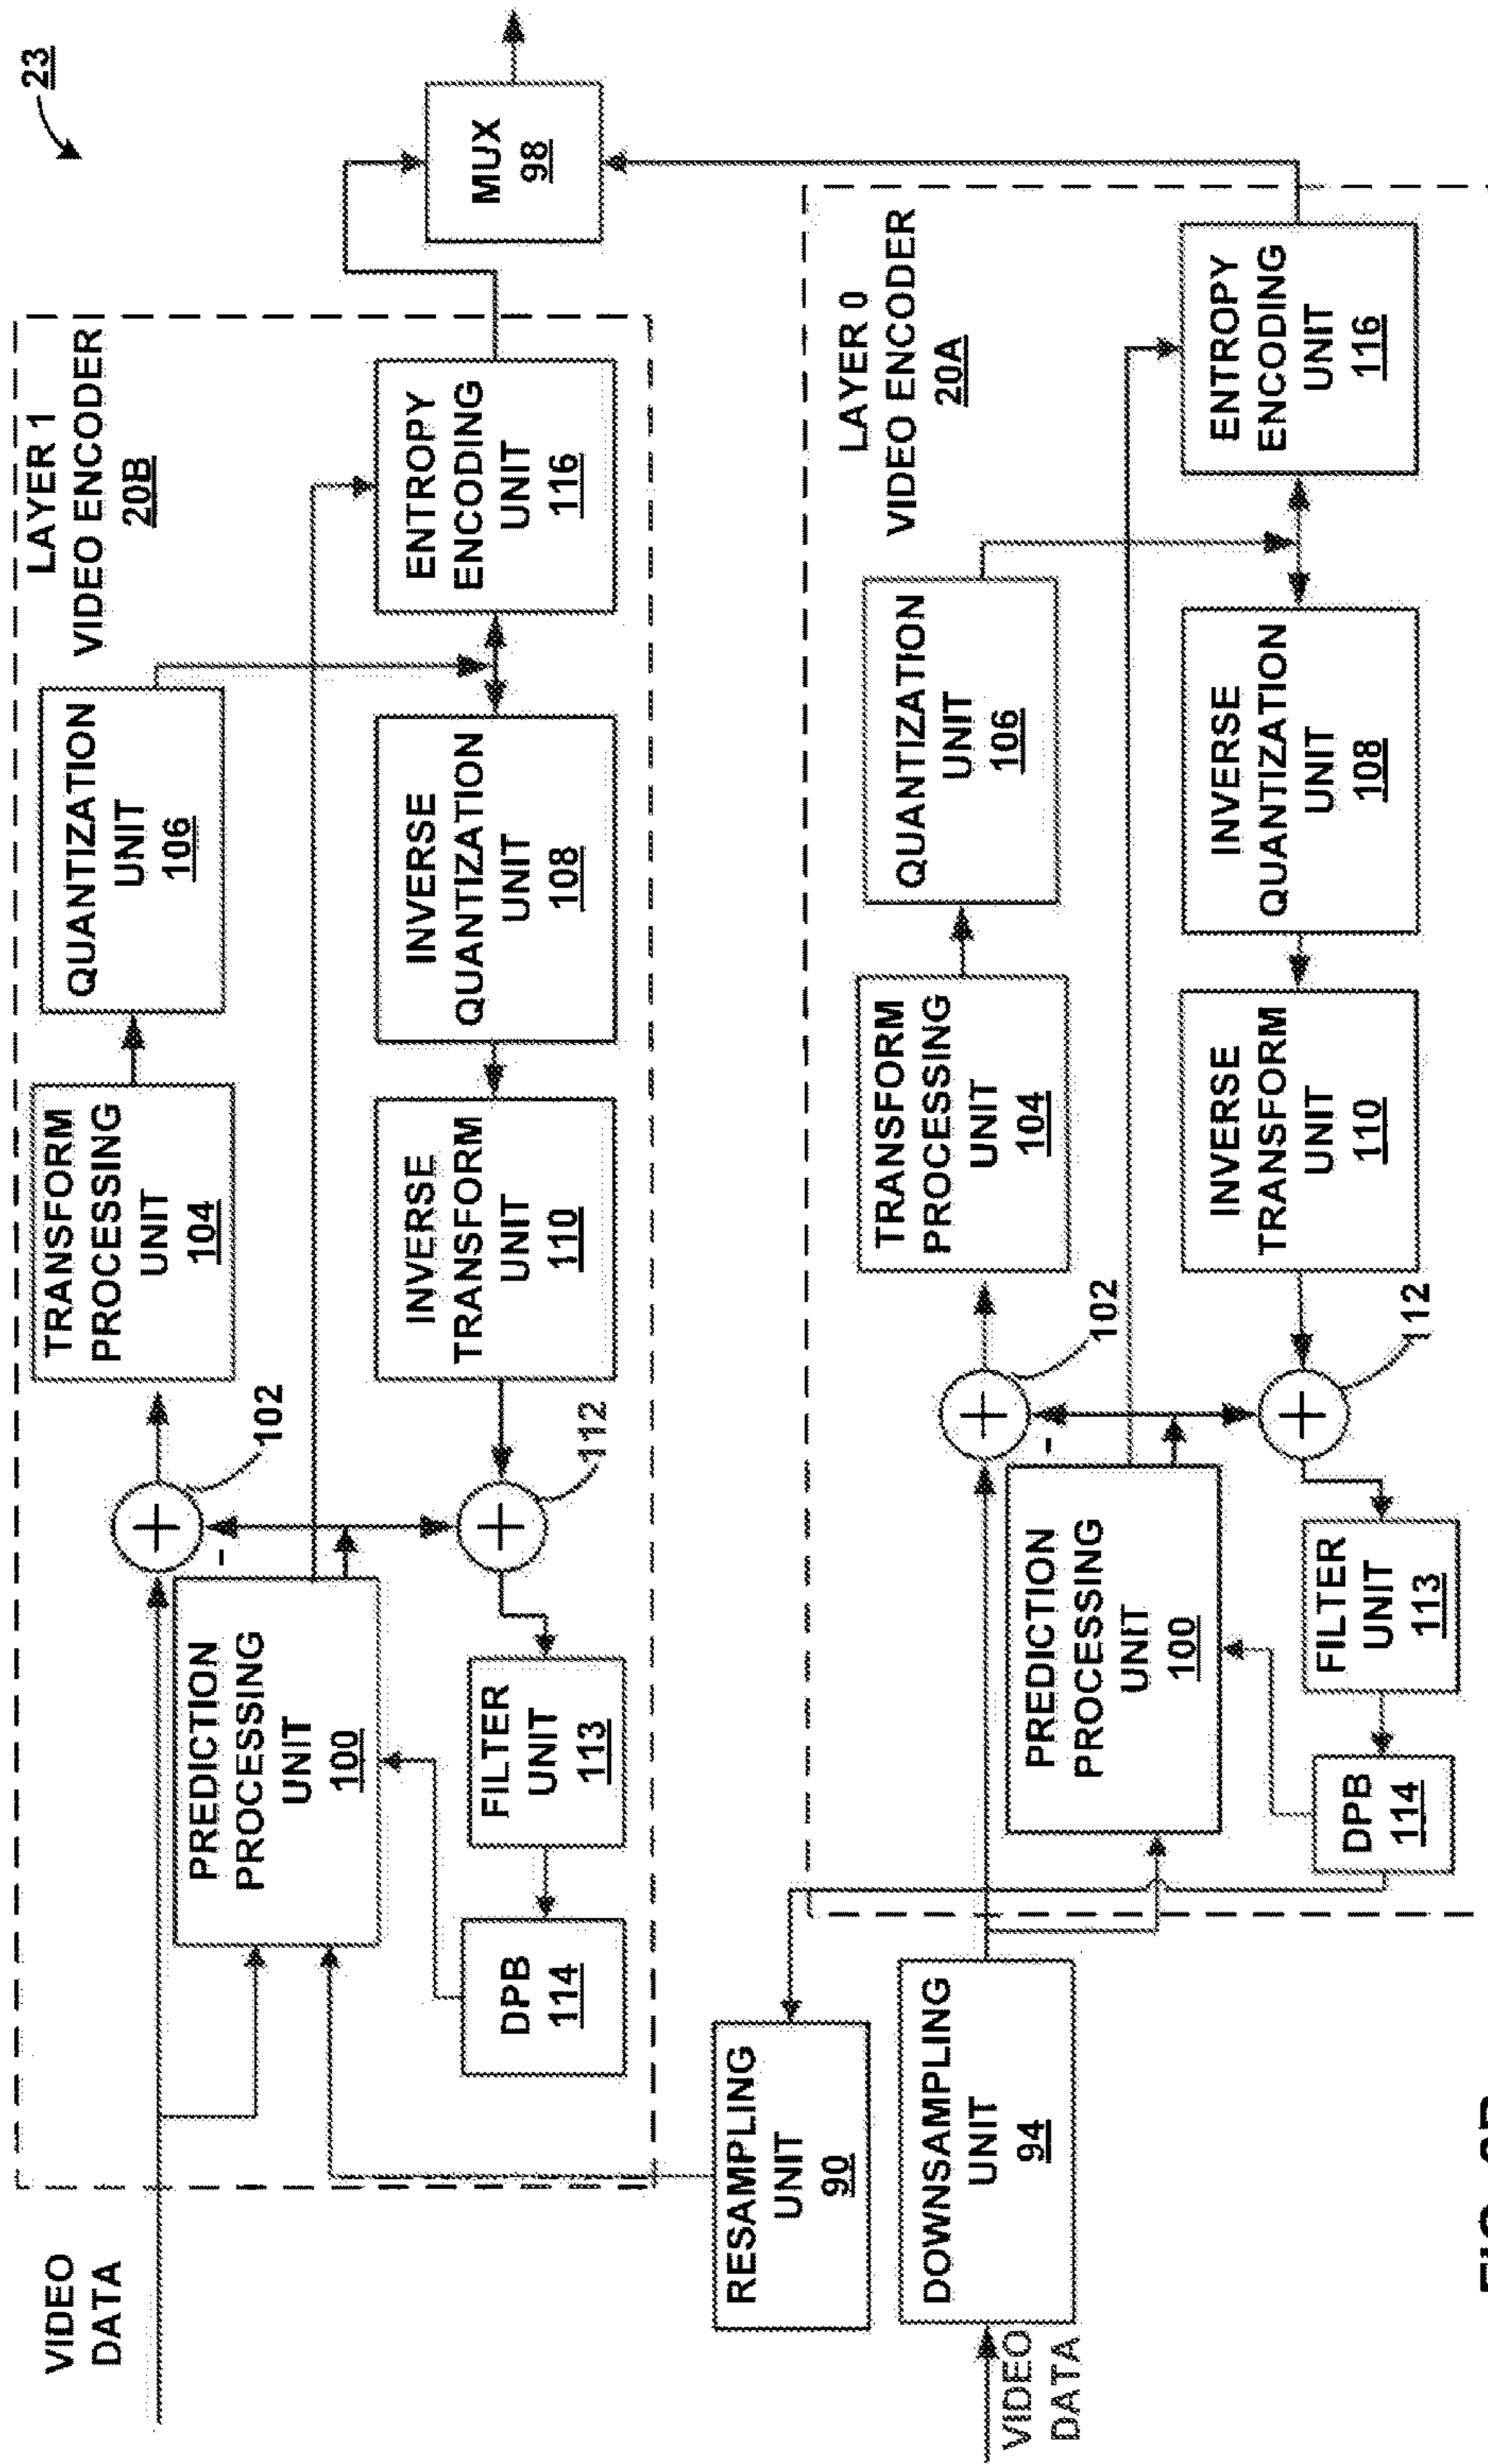 23
VIDEO
DATA
LAYER 1
VIDEO ENCODER
20B
PREDICTION
PROCESSING
UNIT
100
102
-
TRANSFORM
PROCESSING
UNIT
104
QUANTIZATION
UNIT
106
DPB
114
FILTER
UNIT
113
112
INVERSE
TRANSFORM
UNIT
110
INVERSE
QUANTIZATION
UNIT
108
ENTROPY
ENCODING
UNIT
116
MUX
98
RESAMPLING
UNIT
90
VIDEO
DATA
DOWNSAMPLING
UNIT
94
LAYER 0
VIDEO ENCODER
20A
PREDICTION
PROCESSING
UNIT
100
102
-
TRANSFORM
PROCESSING
UNIT
104
QUANTIZATION
UNIT
106
DPB
114
FILTER
UNIT
113
112
INVERSE
TRANSFORM
UNIT
110
INVERSE
QUANTIZATION
UNIT
108
ENTROPY
ENCODING
UNIT
116
FIG.